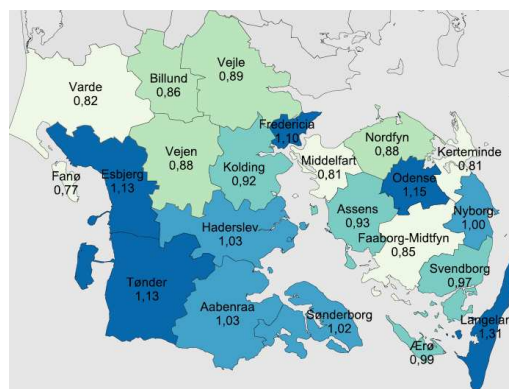 Varde
0,82
Billund
0,86
Vejle
0,89
Fredericia
1,10
Nordfyn
0,88
Kerteminde
0,81
Middelfart
0,81
Vejen
0,88
Kolding
0,92
Fanø
0,77
Esbjerg
1,13
Odense
1,15
Assens
0,93
Nyborg
1,00
Haderslev
1,03
Faaborg-Midtfyn
0,85
Svendborg
0,97
Tønder
1,13
Aabenraa
1,03
Sønderborg
1,02
Langelan
1,31
Ærø
0,99